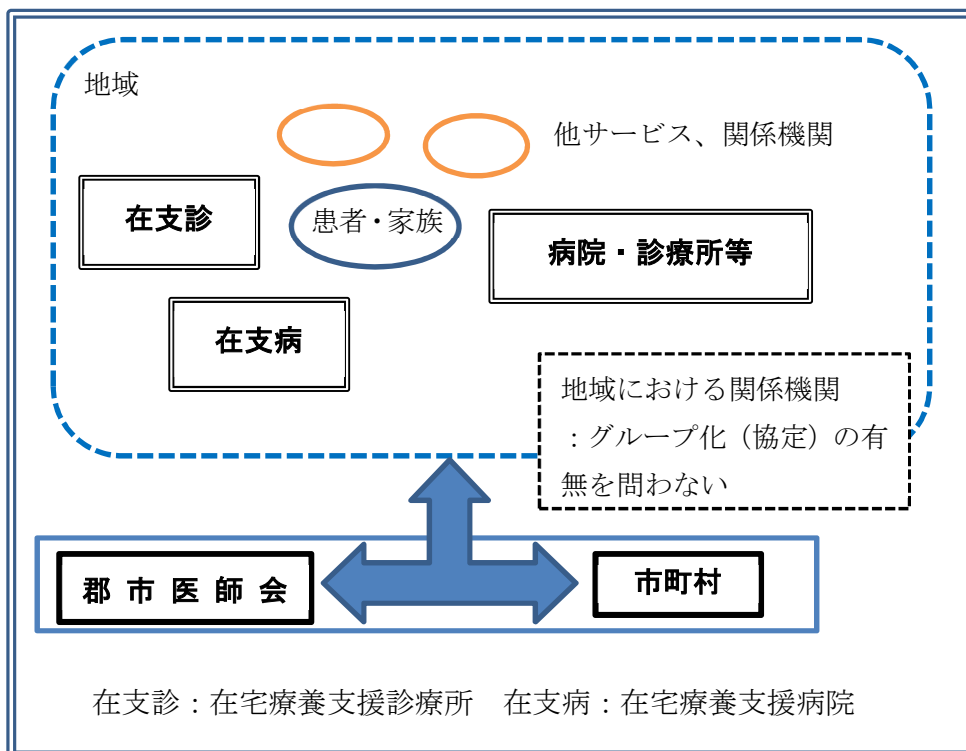 地域
他サービス、関係機関
在支診
患者・家族
病院・診療所等
在支病
地域における関係機関
：グループ化（協定）の有
無を問わない
郡 市 医 師 会
市町村
在支診：在宅療養支援診療所　在支病：在宅療養支援病院